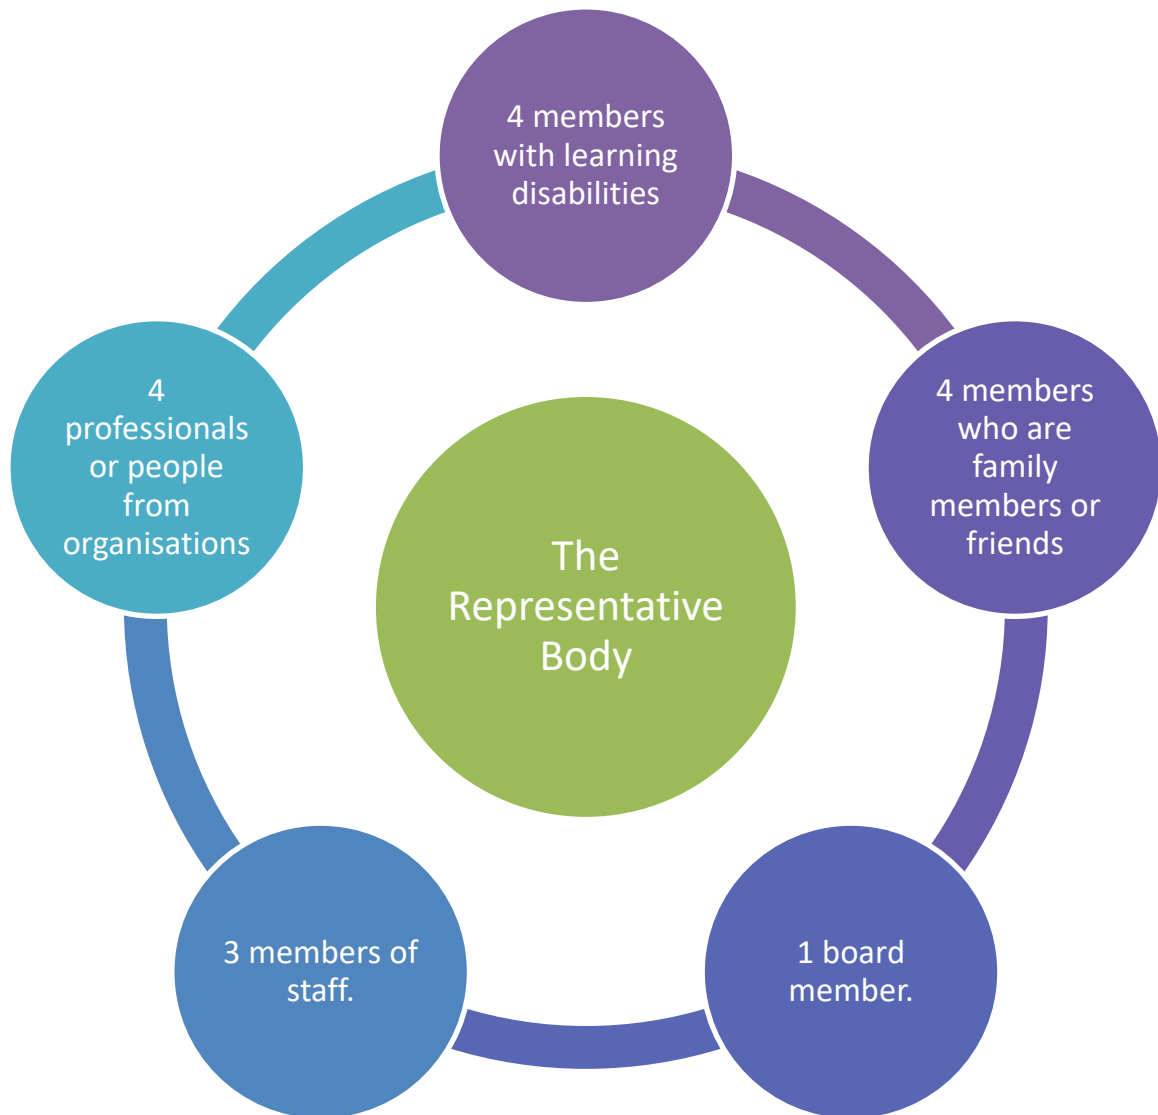 4 members
with learning
disabilities
4 members
who are
family
members or
friends
1 board
member.
3 members of
staff.
4
professionals
or people
from
organisations
The
Representative
Body